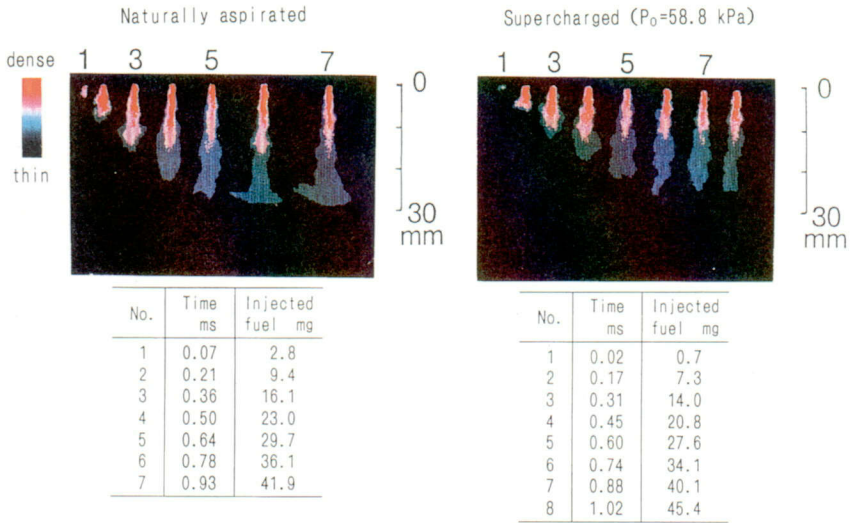 Naturally aspirated
dense
thin
1 3 5 7
0
30
mm
No. Time ms Injected fuel mg
1 0.07 2.8
2 0.21 9.4
3 0.36 16.1
4 0.50 23.0
5 0.64 29.7
6 0.78 36.1
7 0.93 41.9
Supercharged (P₀=58.8 kPa)
1 3 5 7
0
30
mm
No. Time ms Injected fuel mg
1 0.02 0.7
2 0.17 7.3
3 0.31 14.0
4 0.45 20.8
5 0.60 27.6
6 0.74 34.1
7 0.88 40.1
8 1.02 45.4